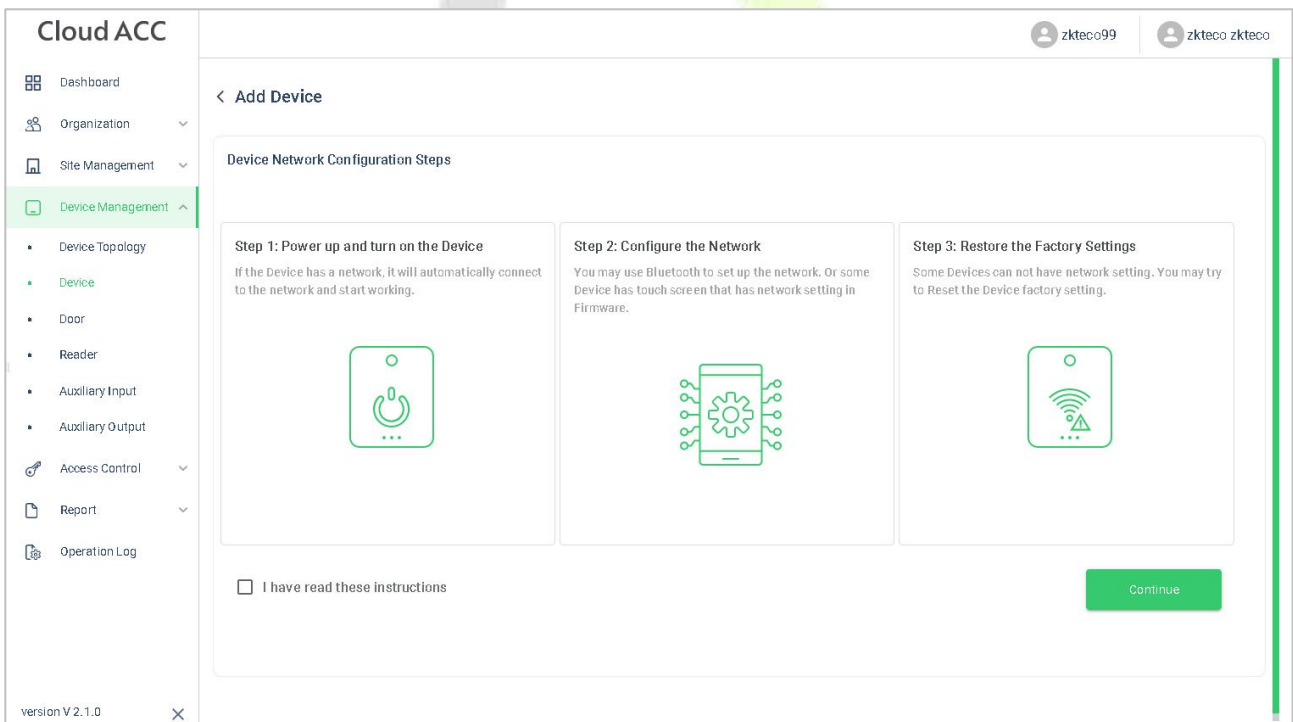 Cloud ACC
zkteco99
zkteco zkteco
Dashboard
Organization
Site Management
Device Management
Device Topology
Device
Door
Reader
Auxiliary Input
Auxiliary Output
Access Control
Report
Operation Log
version V 2.1.0
Add Device
Device Network Configuration Steps
Step 1: Power up and turn on the Device
If the Device has a network, it will automatically connect
to the network and start working.
Step 2: Configure the Network
You may use Bluetooth to set up the network. Or some
Device has touch screen that has network setting in
Firmware.
Step 3: Restore the Factory Settings
Some Devices can not have network setting. You may try
to Reset the Device factory setting.
I have read these instructions
Continue